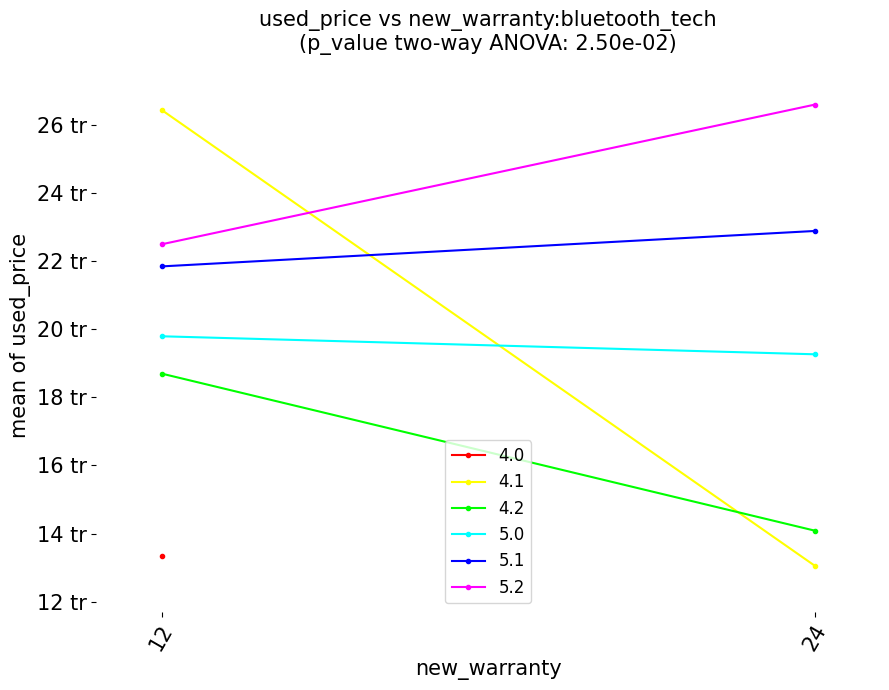 used_price vs new_warranty:bluetooth_tech
(p_value two-way ANOVA: 2.50e-02)
26 tr
24 tr
22 tr
20 tr
18 tr
16 tr
14 tr
12 tr
mean of used_price
4.0
4.1
4.2
5.0
5.1
5.2
12
24
new_warranty